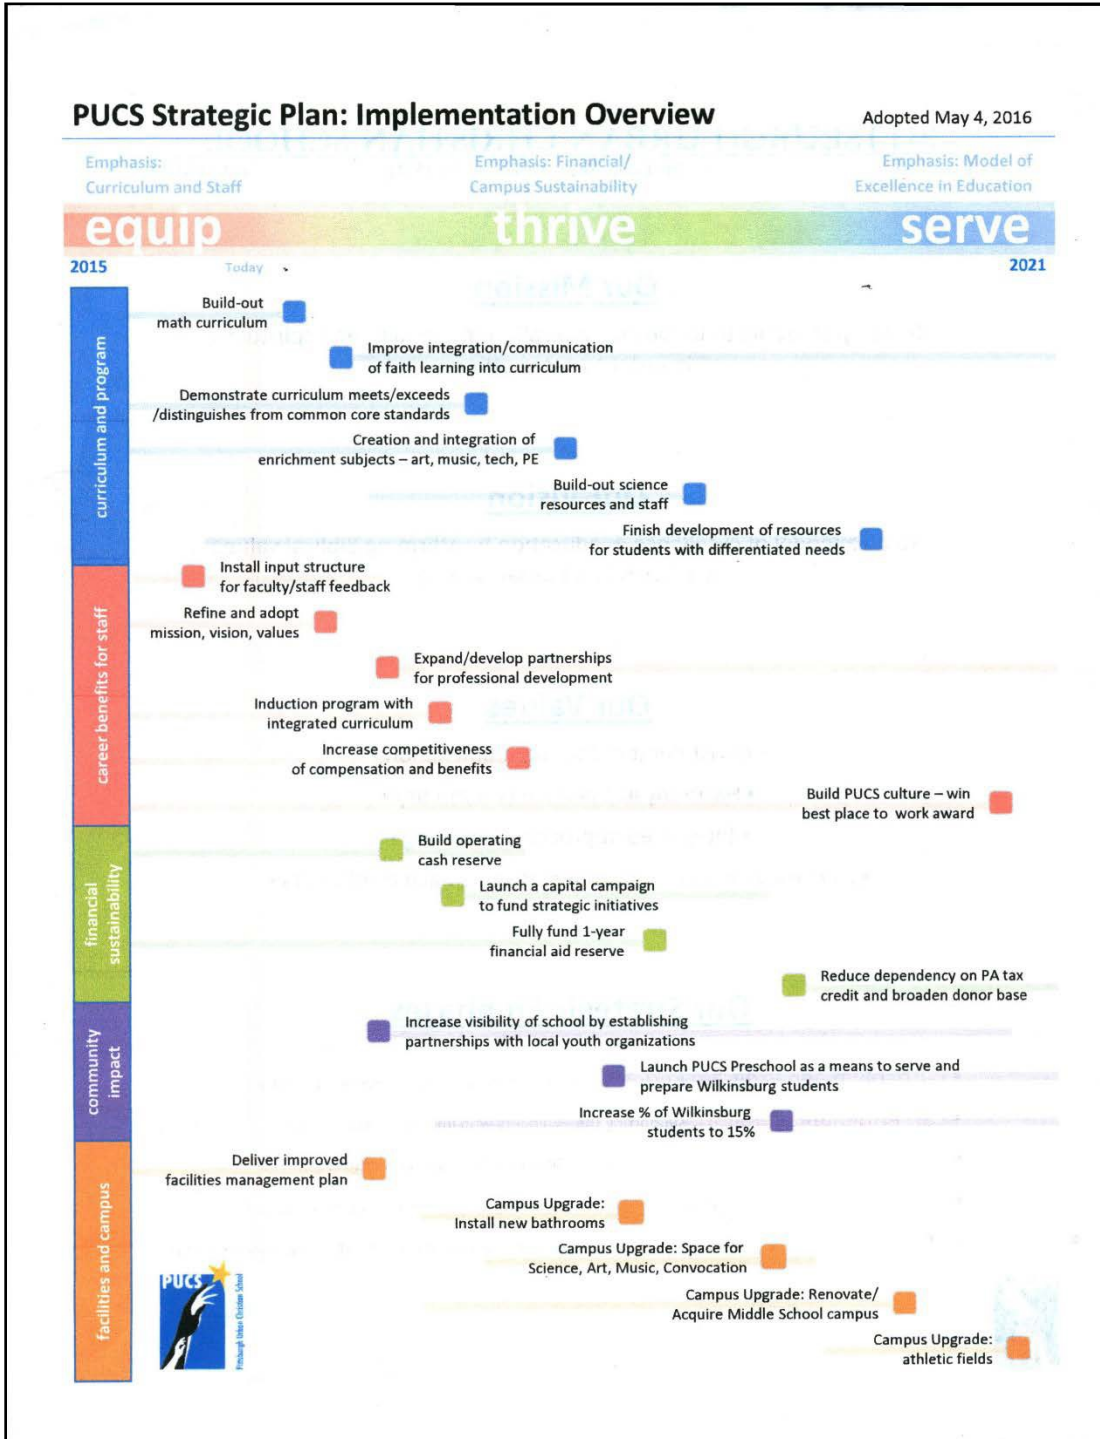 PUCS Strategic Plan: Implementation Overview
Adopted May 4, 2016
Emphasis:
Curriculum and Staff
Emphasis: Financial/
Campus Sustainability
Emphasis: Model of
Excellence in Education
equip
thrive
serve
2015
Today
2021
curriculum and program
Build-out
math curriculum
Improve integration/communication
of faith learning into curriculum
Demonstrate curriculum meets/exceeds
/distinguishes from common core standards
Creation and integration of
enrichment subjects – art, music, tech, PE
Build-out science
resources and staff
Finish development of resources
for students with differentiated needs
career benefits for staff
Install input structure
for faculty/staff feedback
Refine and adopt
mission, vision, values
Expand/develop partnerships
for professional development
Induction program with
integrated curriculum
Increase competitiveness
of compensation and benefits
Build PUCS culture – win
best place to work award
financial
sustainability
Build operating
cash reserve
Launch a capital campaign
to fund strategic initiatives
Fully fund 1-year
financial aid reserve
Reduce dependency on PA tax
credit and broaden donor base
community
impact
Increase visibility of school by establishing
partnerships with local youth organizations
Launch PUCS Preschool as a means to serve and
prepare Wilkinsburg students
Increase % of Wilkinsburg
students to 15%
facilities and campus
Deliver improved
facilities management plan
Campus Upgrade:
Install new bathrooms
Campus Upgrade: Space for
Science, Art, Music, Convocation
Campus Upgrade: Renovate/
Acquire Middle School campus
Campus Upgrade:
athletic fields
PUCS
Pittsburgh Urban Christian School